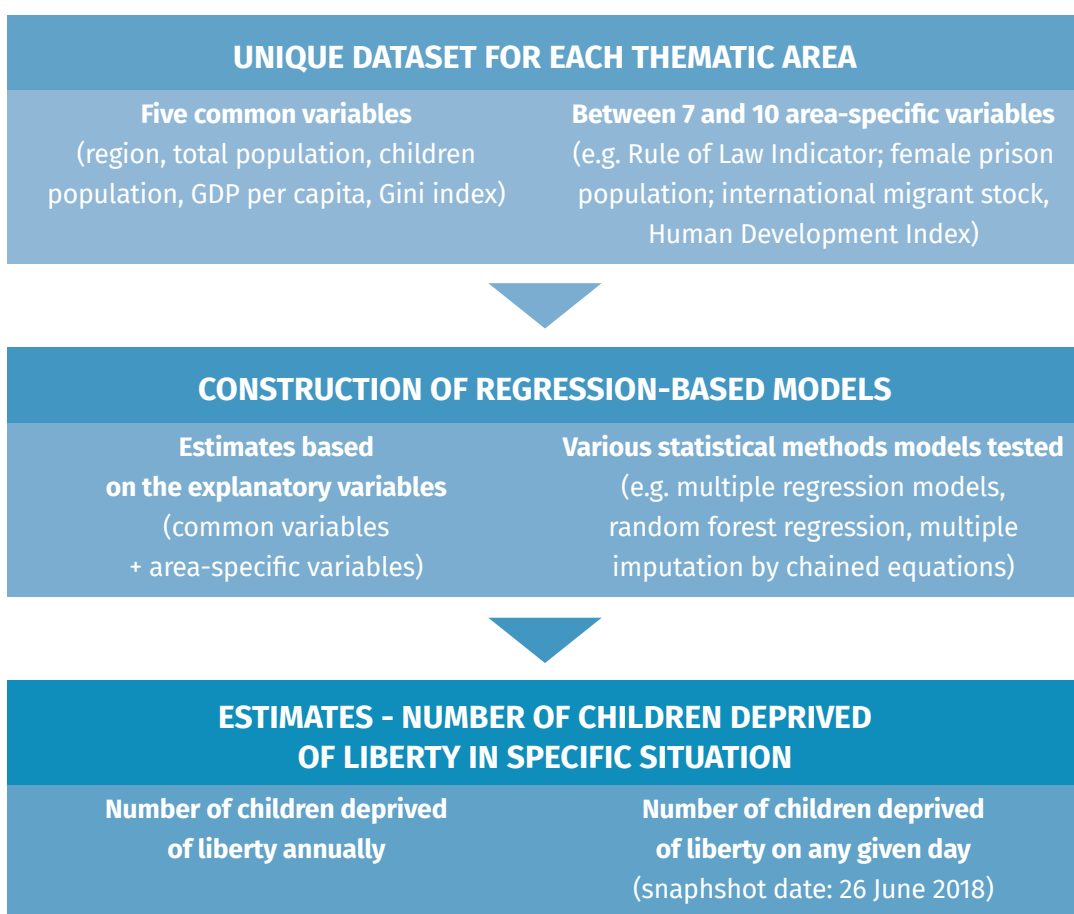 UNIQUE DATASET FOR EACH THEMATIC AREA
Five common variables
(region, total population, children
population, GDP per capita, Gini index)
Between 7 and 10 area-specific variables
(e.g. Rule of Law Indicator; female prison
population; international migrant stock,
Human Development Index)
CONSTRUCTION OF REGRESSION-BASED MODELS
Estimates based
on the explanatory variables
(common variables
+ area-specific variables)
Various statistical methods models tested
(e.g. multiple regression models,
random forest regression, multiple
imputation by chained equations)
ESTIMATES - NUMBER OF CHILDREN DEPRIVED
OF LIBERTY IN SPECIFIC SITUATION
Number of children deprived
of liberty annually
Number of children deprived
of liberty on any given day
(snaphshot date: 26 June 2018)